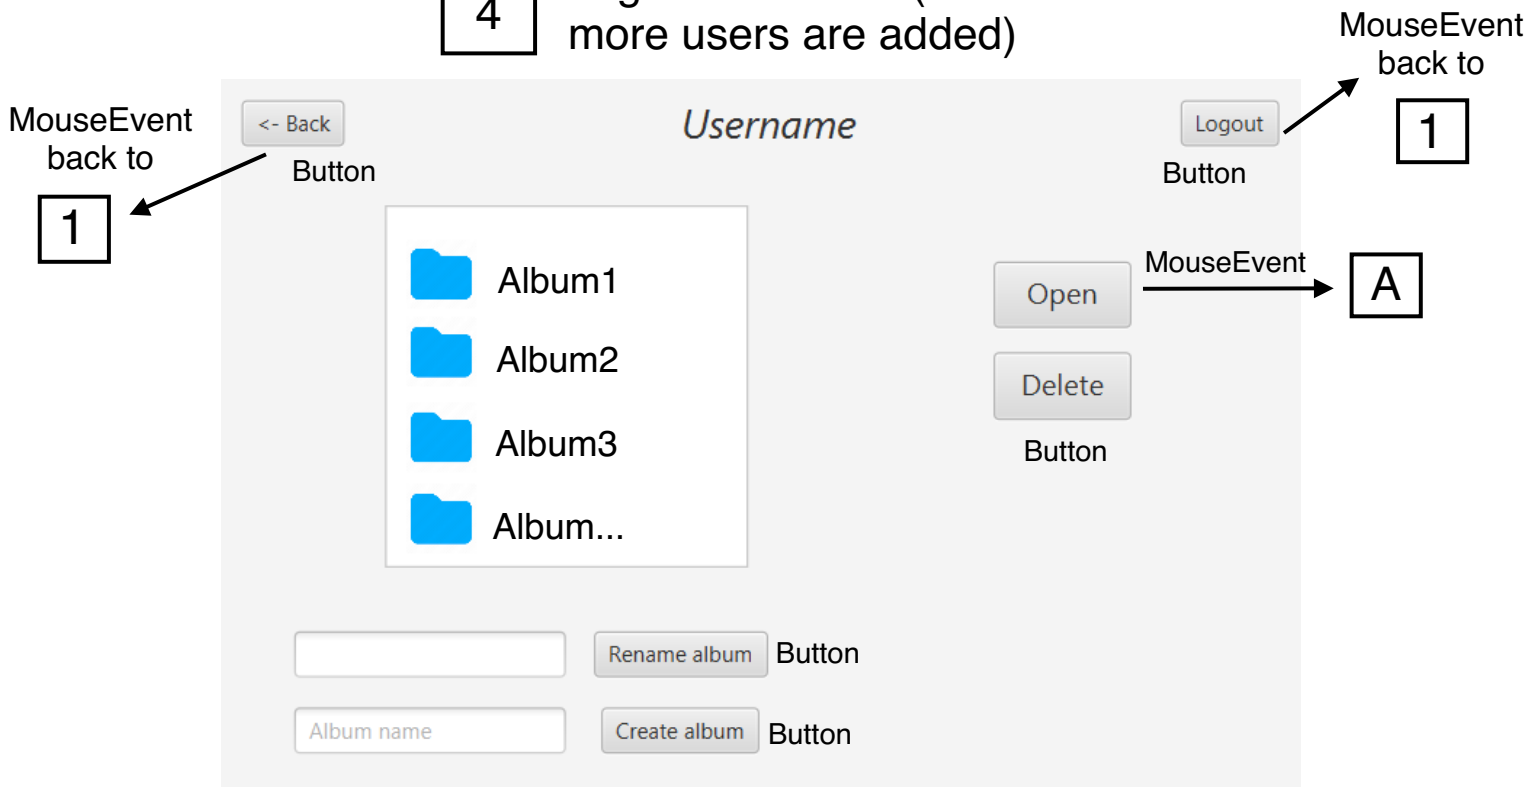 4
more users are added)
MouseEvent
back to
1
MouseEvent
back to
1
<- Back
Username
Logout
Button
Button
Album1
Album2
Album3
Album...
Open
MouseEvent
A
Delete
Button
Rename album
Button
Album name
Create album
Button